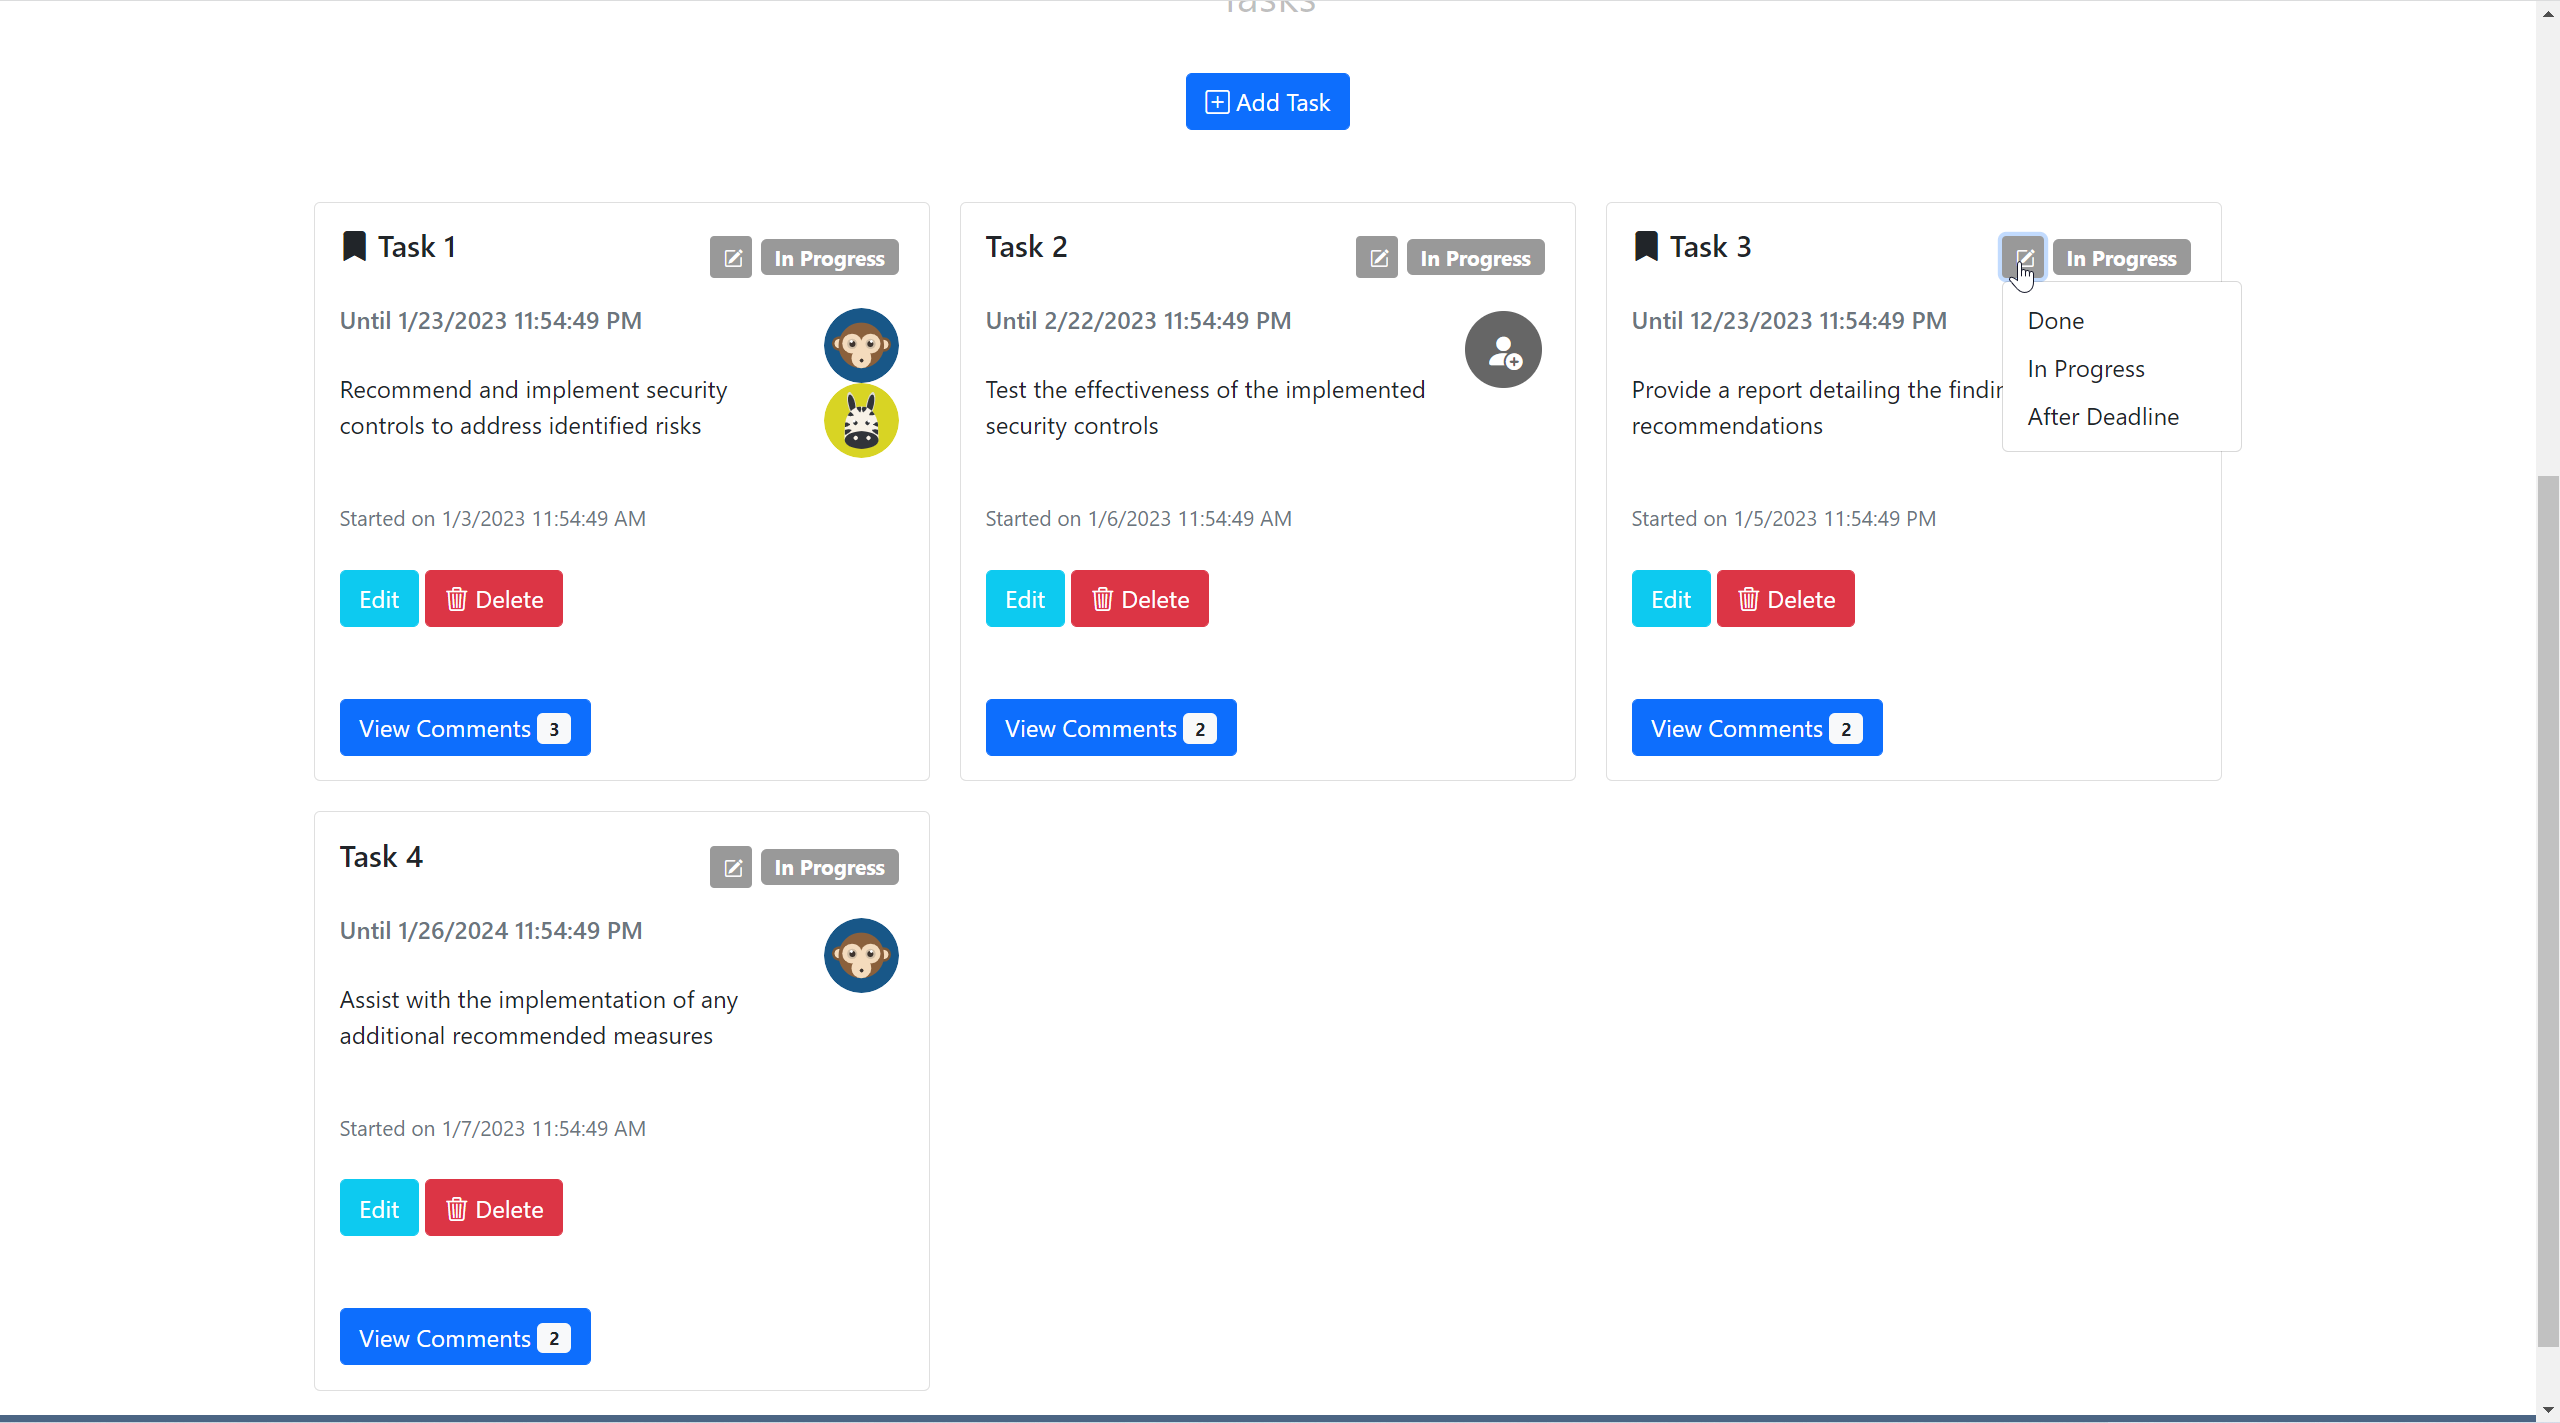 Tasks
Add Task
Task 1
In Progress
Until 1/23/2023 11:54:49 PM
Recommend and implement security
controls to address identified risks
Started on 1/3/2023 11:54:49 AM
Edit
Delete
View Comments 3
Task 2
In Progress
Until 2/22/2023 11:54:49 PM
Test the effectiveness of the implemented
security controls
Started on 1/6/2023 11:54:49 AM
Edit
Delete
View Comments 2
Task 3
In Progress
Until 12/23/2023 11:54:49 PM
Provide a report detailing the findin
recommendations
Done
In Progress
After Deadline
Started on 1/5/2023 11:54:49 PM
Edit
Delete
View Comments 2
Task 4
In Progress
Until 1/26/2024 11:54:49 PM
Assist with the implementation of any
additional recommended measures
Started on 1/7/2023 11:54:49 AM
Edit
Delete
View Comments 2